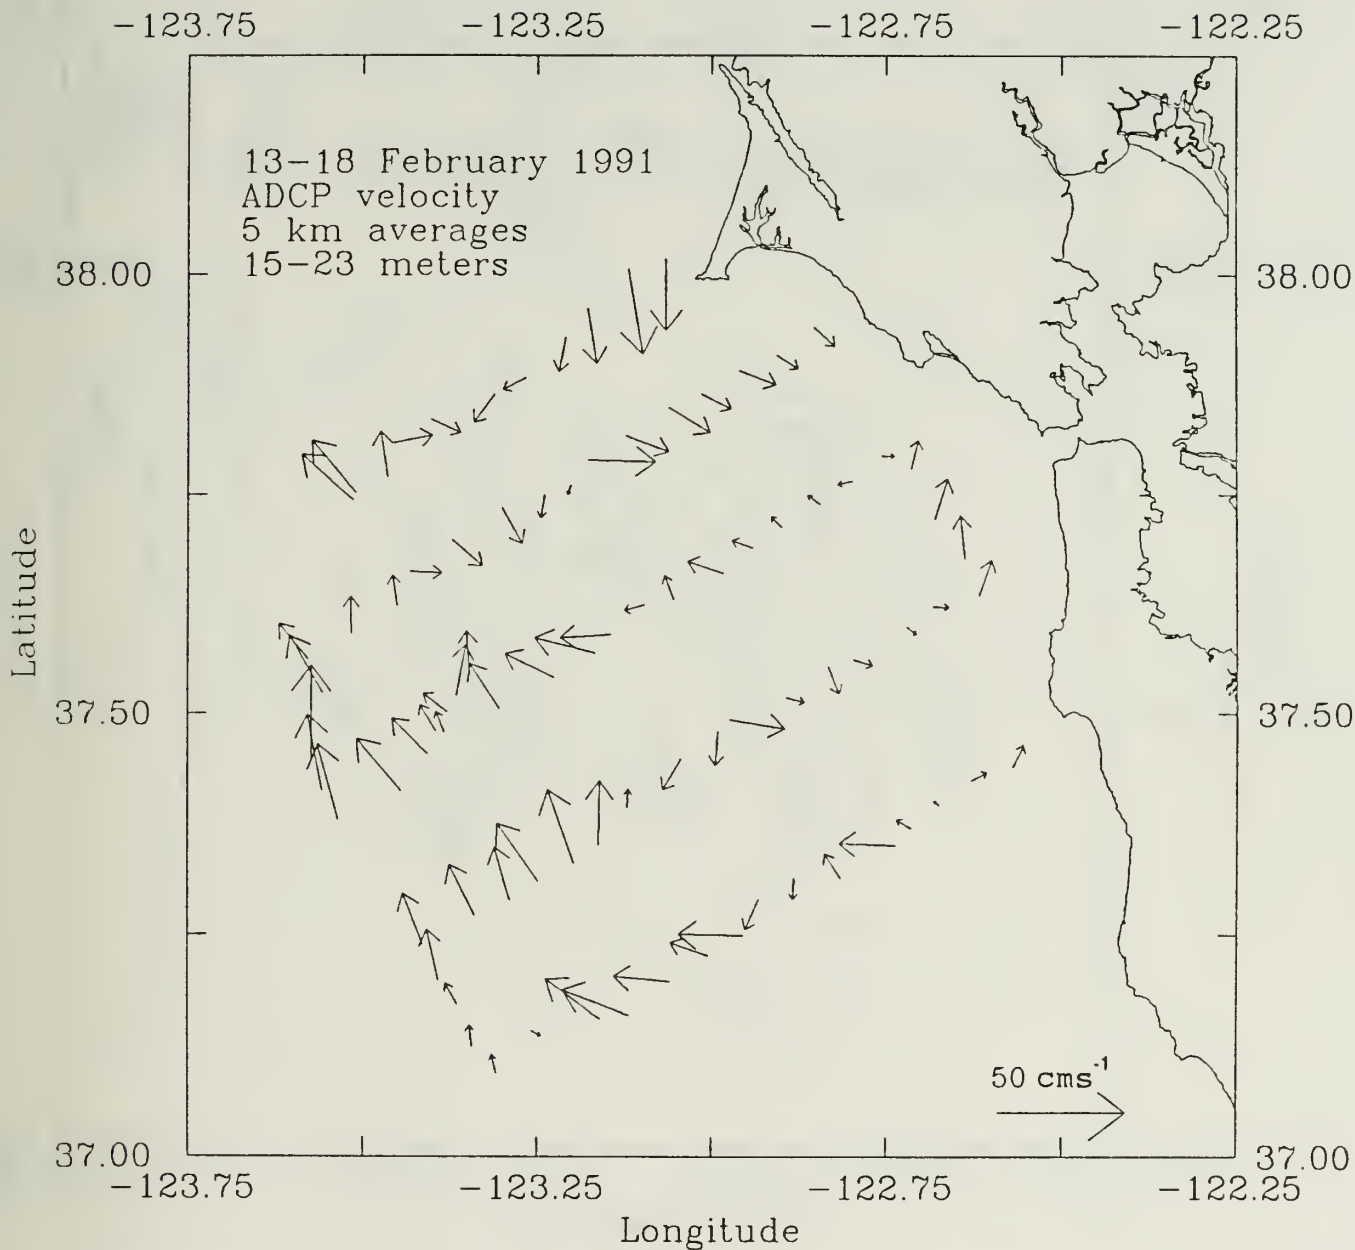 -123.75 -123.25 -122.75 -122.25
13-18 February 1991
ADCP velocity
5 km averages
15-23 meters
38.00 38.00
Latitude
37.50 37.50
50 cms⁻¹
37.00 37.00
-123.75 -123.25 -122.75 -122.25
Longitude